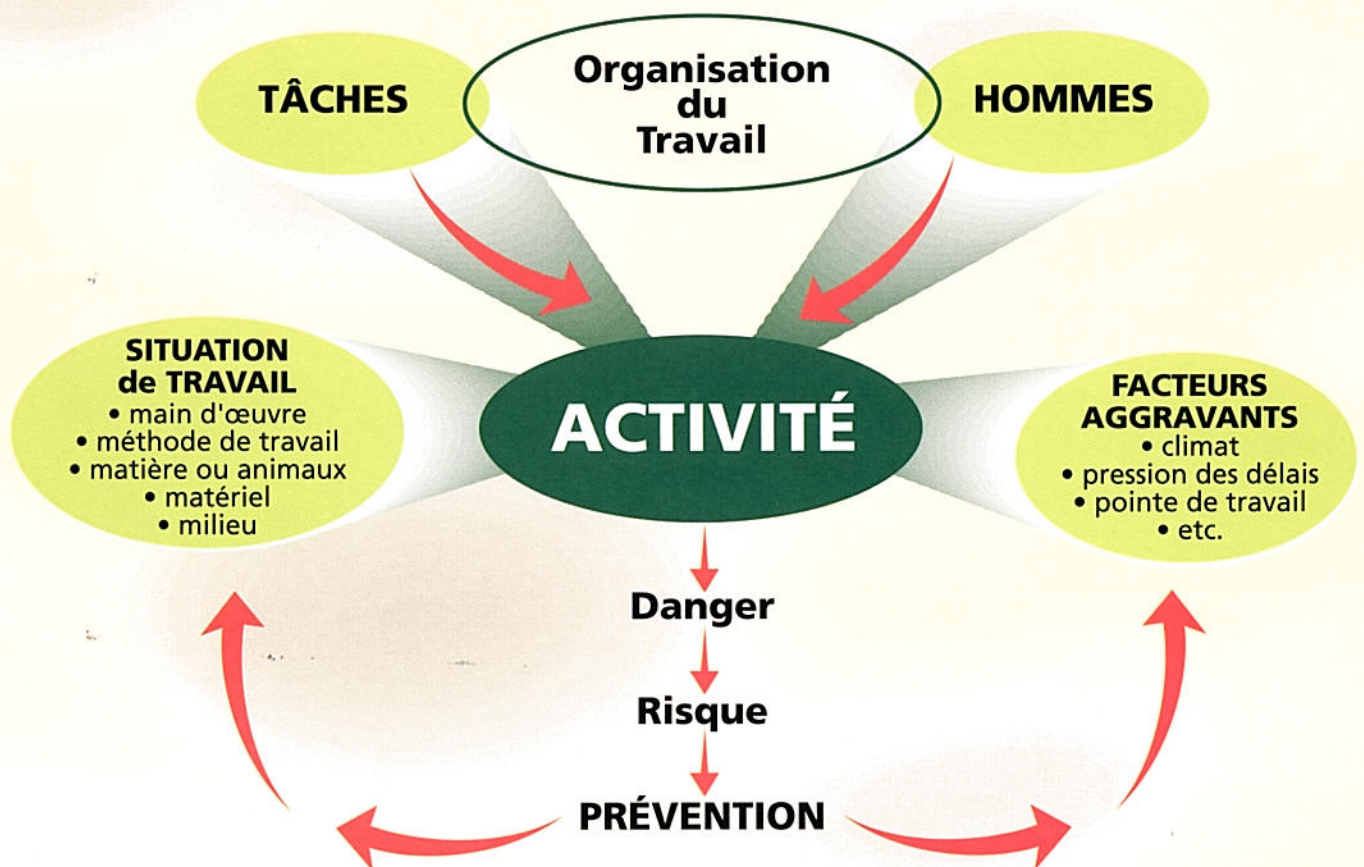 TÂCHES
Organisation
du
Travail
HOMMES
SITUATION
de TRAVAIL
• main d'œuvre
• méthode de travail
• matière ou animaux
• matériel
• milieu
ACTIVITÉ
FACTEURS
AGGRAVANTS
• climat
• pression des délais
• pointe de travail
• etc.
Danger
Risque
PRÉVENTION